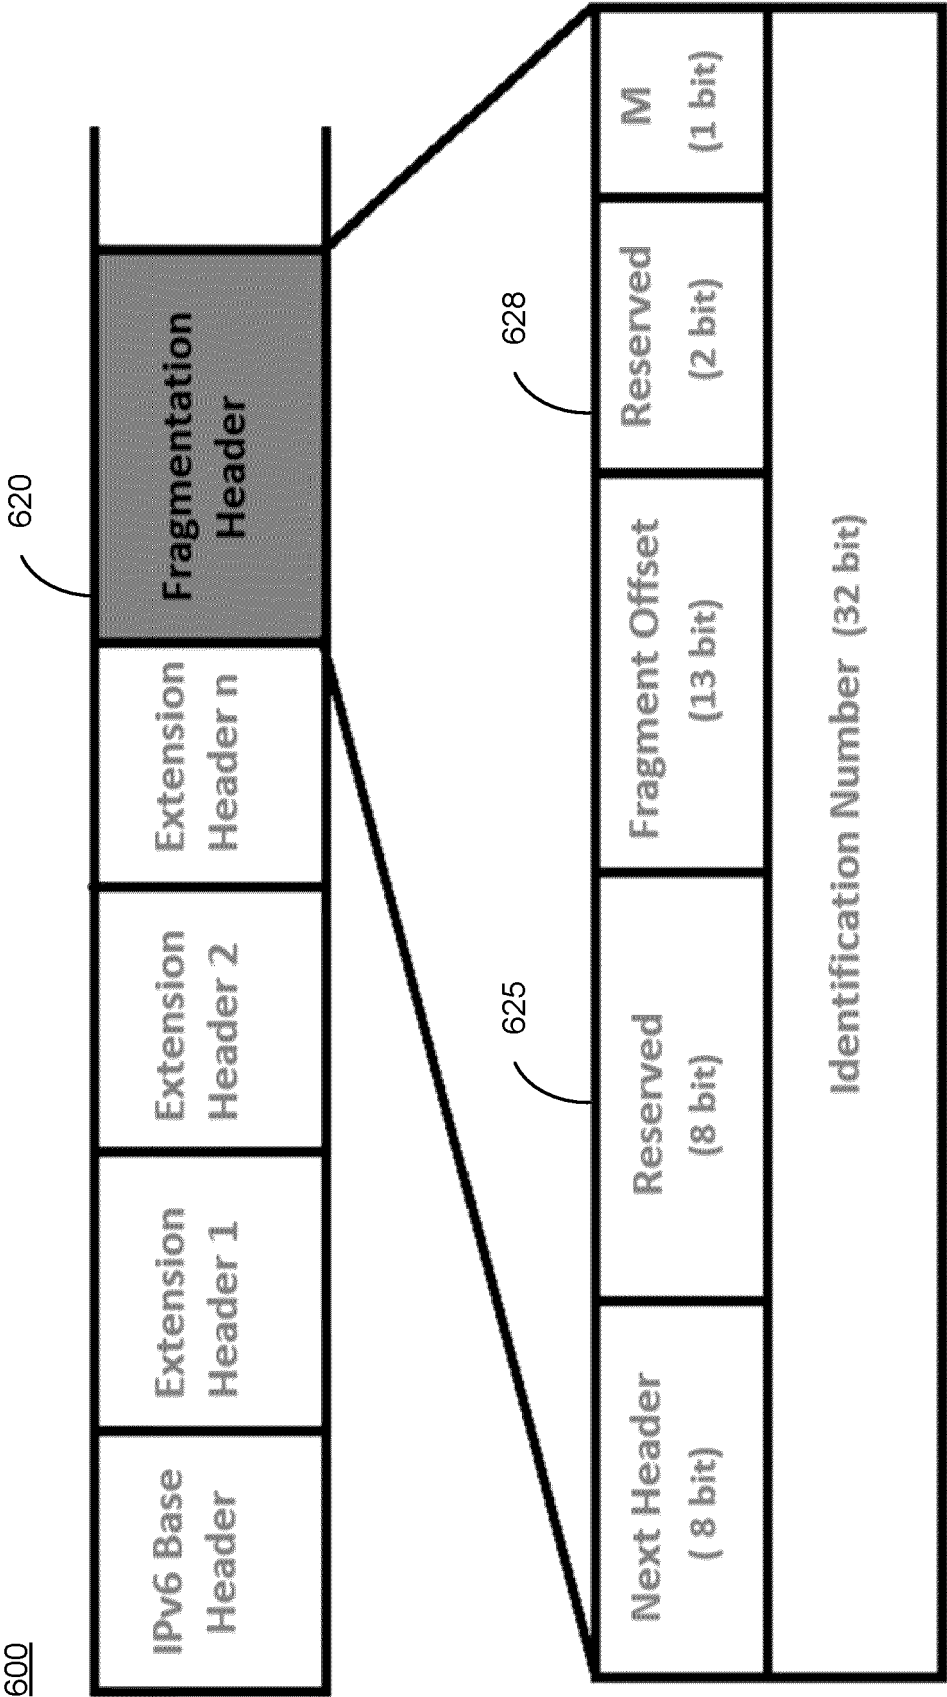 600
620
IPv6 Base
Header
Extension
Header 1
Extension
Header 2
Extension
Header n
Fragmentation
Header
625
628
Next Header
( 8 bit)
Reserved
(8 bit)
Fragment Offset
(13 bit)
Reserved
(2 bit)
M
(1 bit)
Identification Number (32 bit)